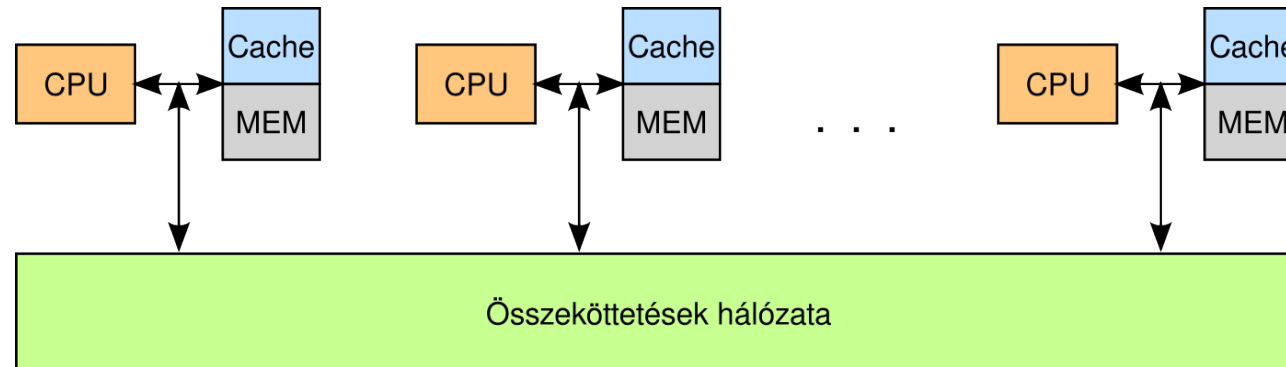 Cache
CPU
MEM
Cache
CPU
MEM
. . .
Cache
CPU
MEM
Összeköttetések hálózata